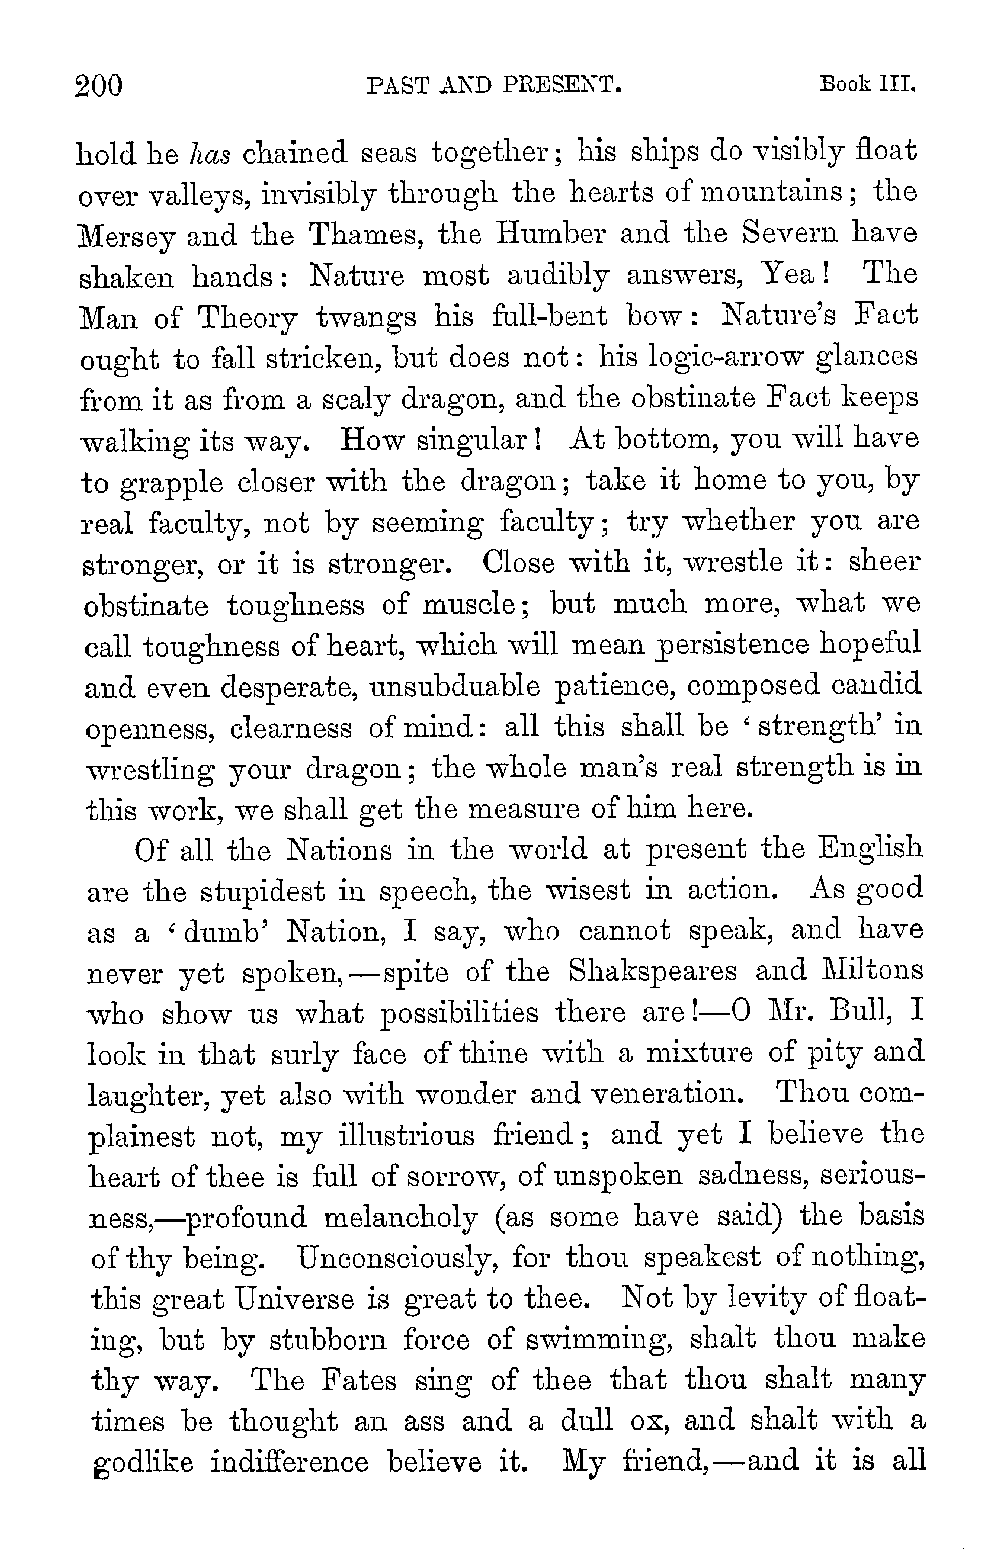 200 PAST AND PRESENT. Book III.
hold he has chained seas together; his ships do visibly float
over valleys, invisibly through the hearts of mountains; the
Mersey and the Thames, the Humber and the Severn have
shaken hands: Nature most audibly answers, Yea! The
Man of Theory twangs his full-bent bow: Nature's Fact
ought to fall stricken, but does not: his logic-arrow glances
from it as from a scaly dragon, and the obstinate Fact keeps
walking its way. How singular! At bottom, you will have
to grapple closer with the dragon; take it home to you, by
real faculty, not by seeming faculty; try whether you are
stronger, or it is stronger. Close with it, wrestle it: sheer
obstinate toughness of muscle; but much more, what we
call toughness of heart, which will mean persistence hopeful
and even desperate, unsubduable patience, composed candid
openness, clearness of mind: all this shall be ‘strength’ in
wrestling your dragon; the whole man's real strength is in
this work, we shall get the measure of him here.
Of all the Nations in the world at present the English
are the stupidest in speech, the wisest in action. As good
as a ‘dumb’ Nation, I say, who cannot speak, and have
never yet spoken,—spite of the Shakspeares and Miltons
who show us what possibilities there are!—O Mr. Bull, I
look in that surly face of thine with a mixture of pity and
laughter, yet also with wonder and veneration. Thou com-
plainest not, my illustrious friend; and yet I believe the
heart of thee is full of sorrow, of unspoken sadness, serious-
ness,—profound melancholy (as some have said) the basis
of thy being. Unconsciously, for thou speakest of nothing,
this great Universe is great to thee. Not by levity of float-
ing, but by stubborn force of swimming, shalt thou make
thy way. The Fates sing of thee that thou shalt many
times be thought an ass and a dull ox, and shalt with a
godlike indifference believe it. My friend,—and it is all